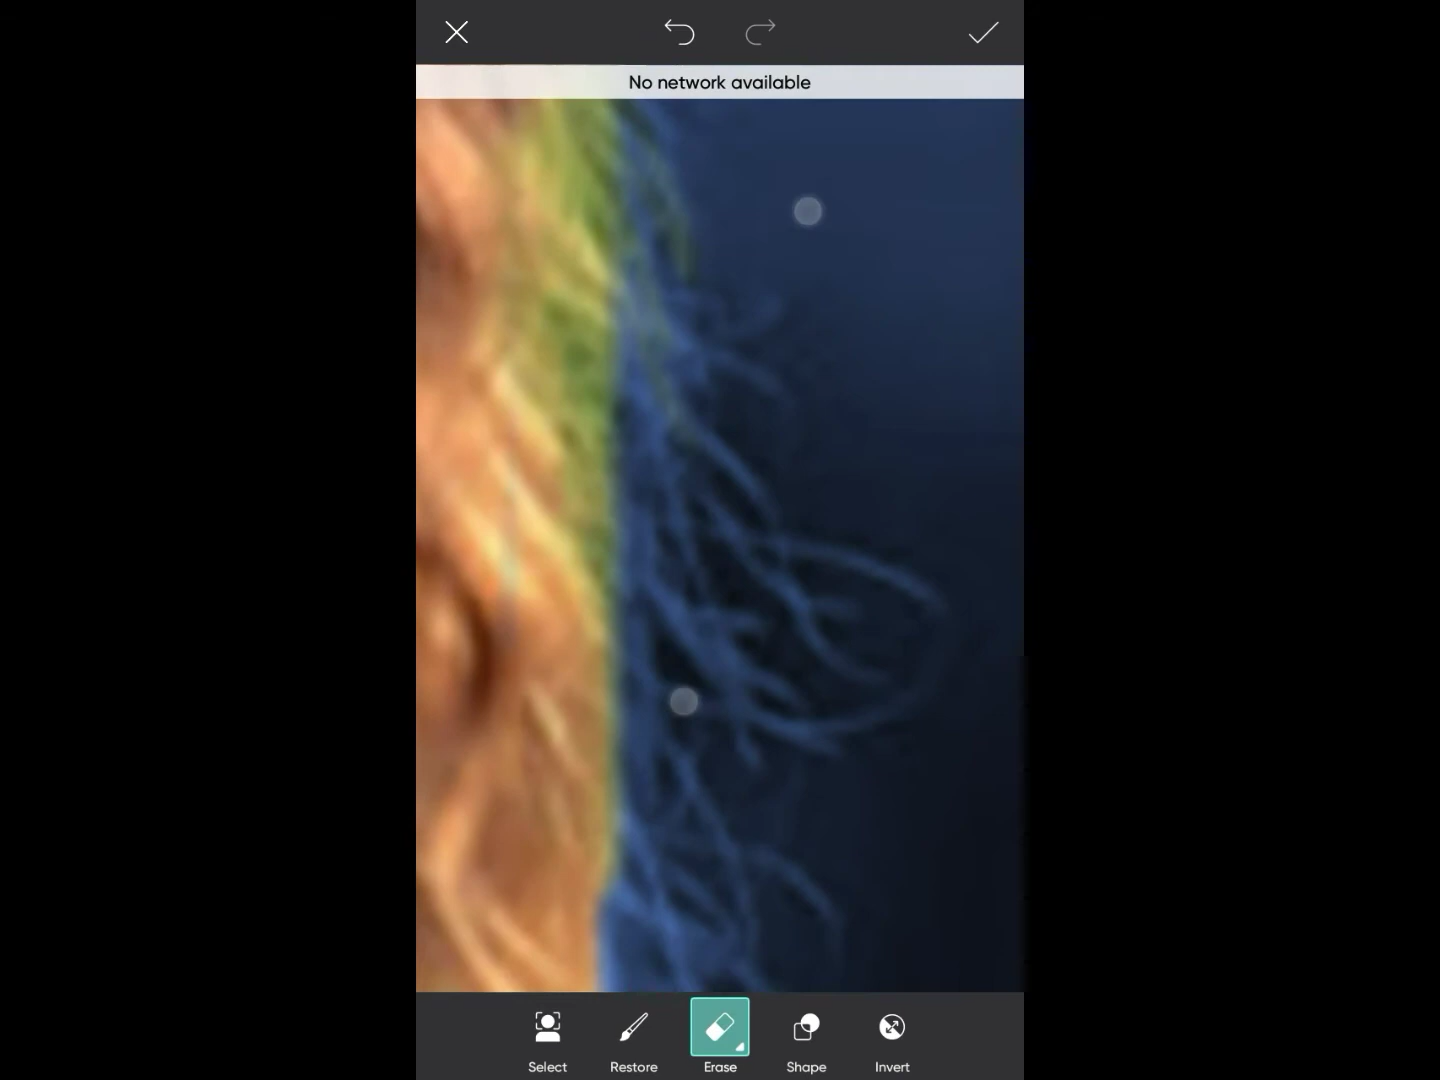 No network available
Select
Restore
Erase
Shape
Invert